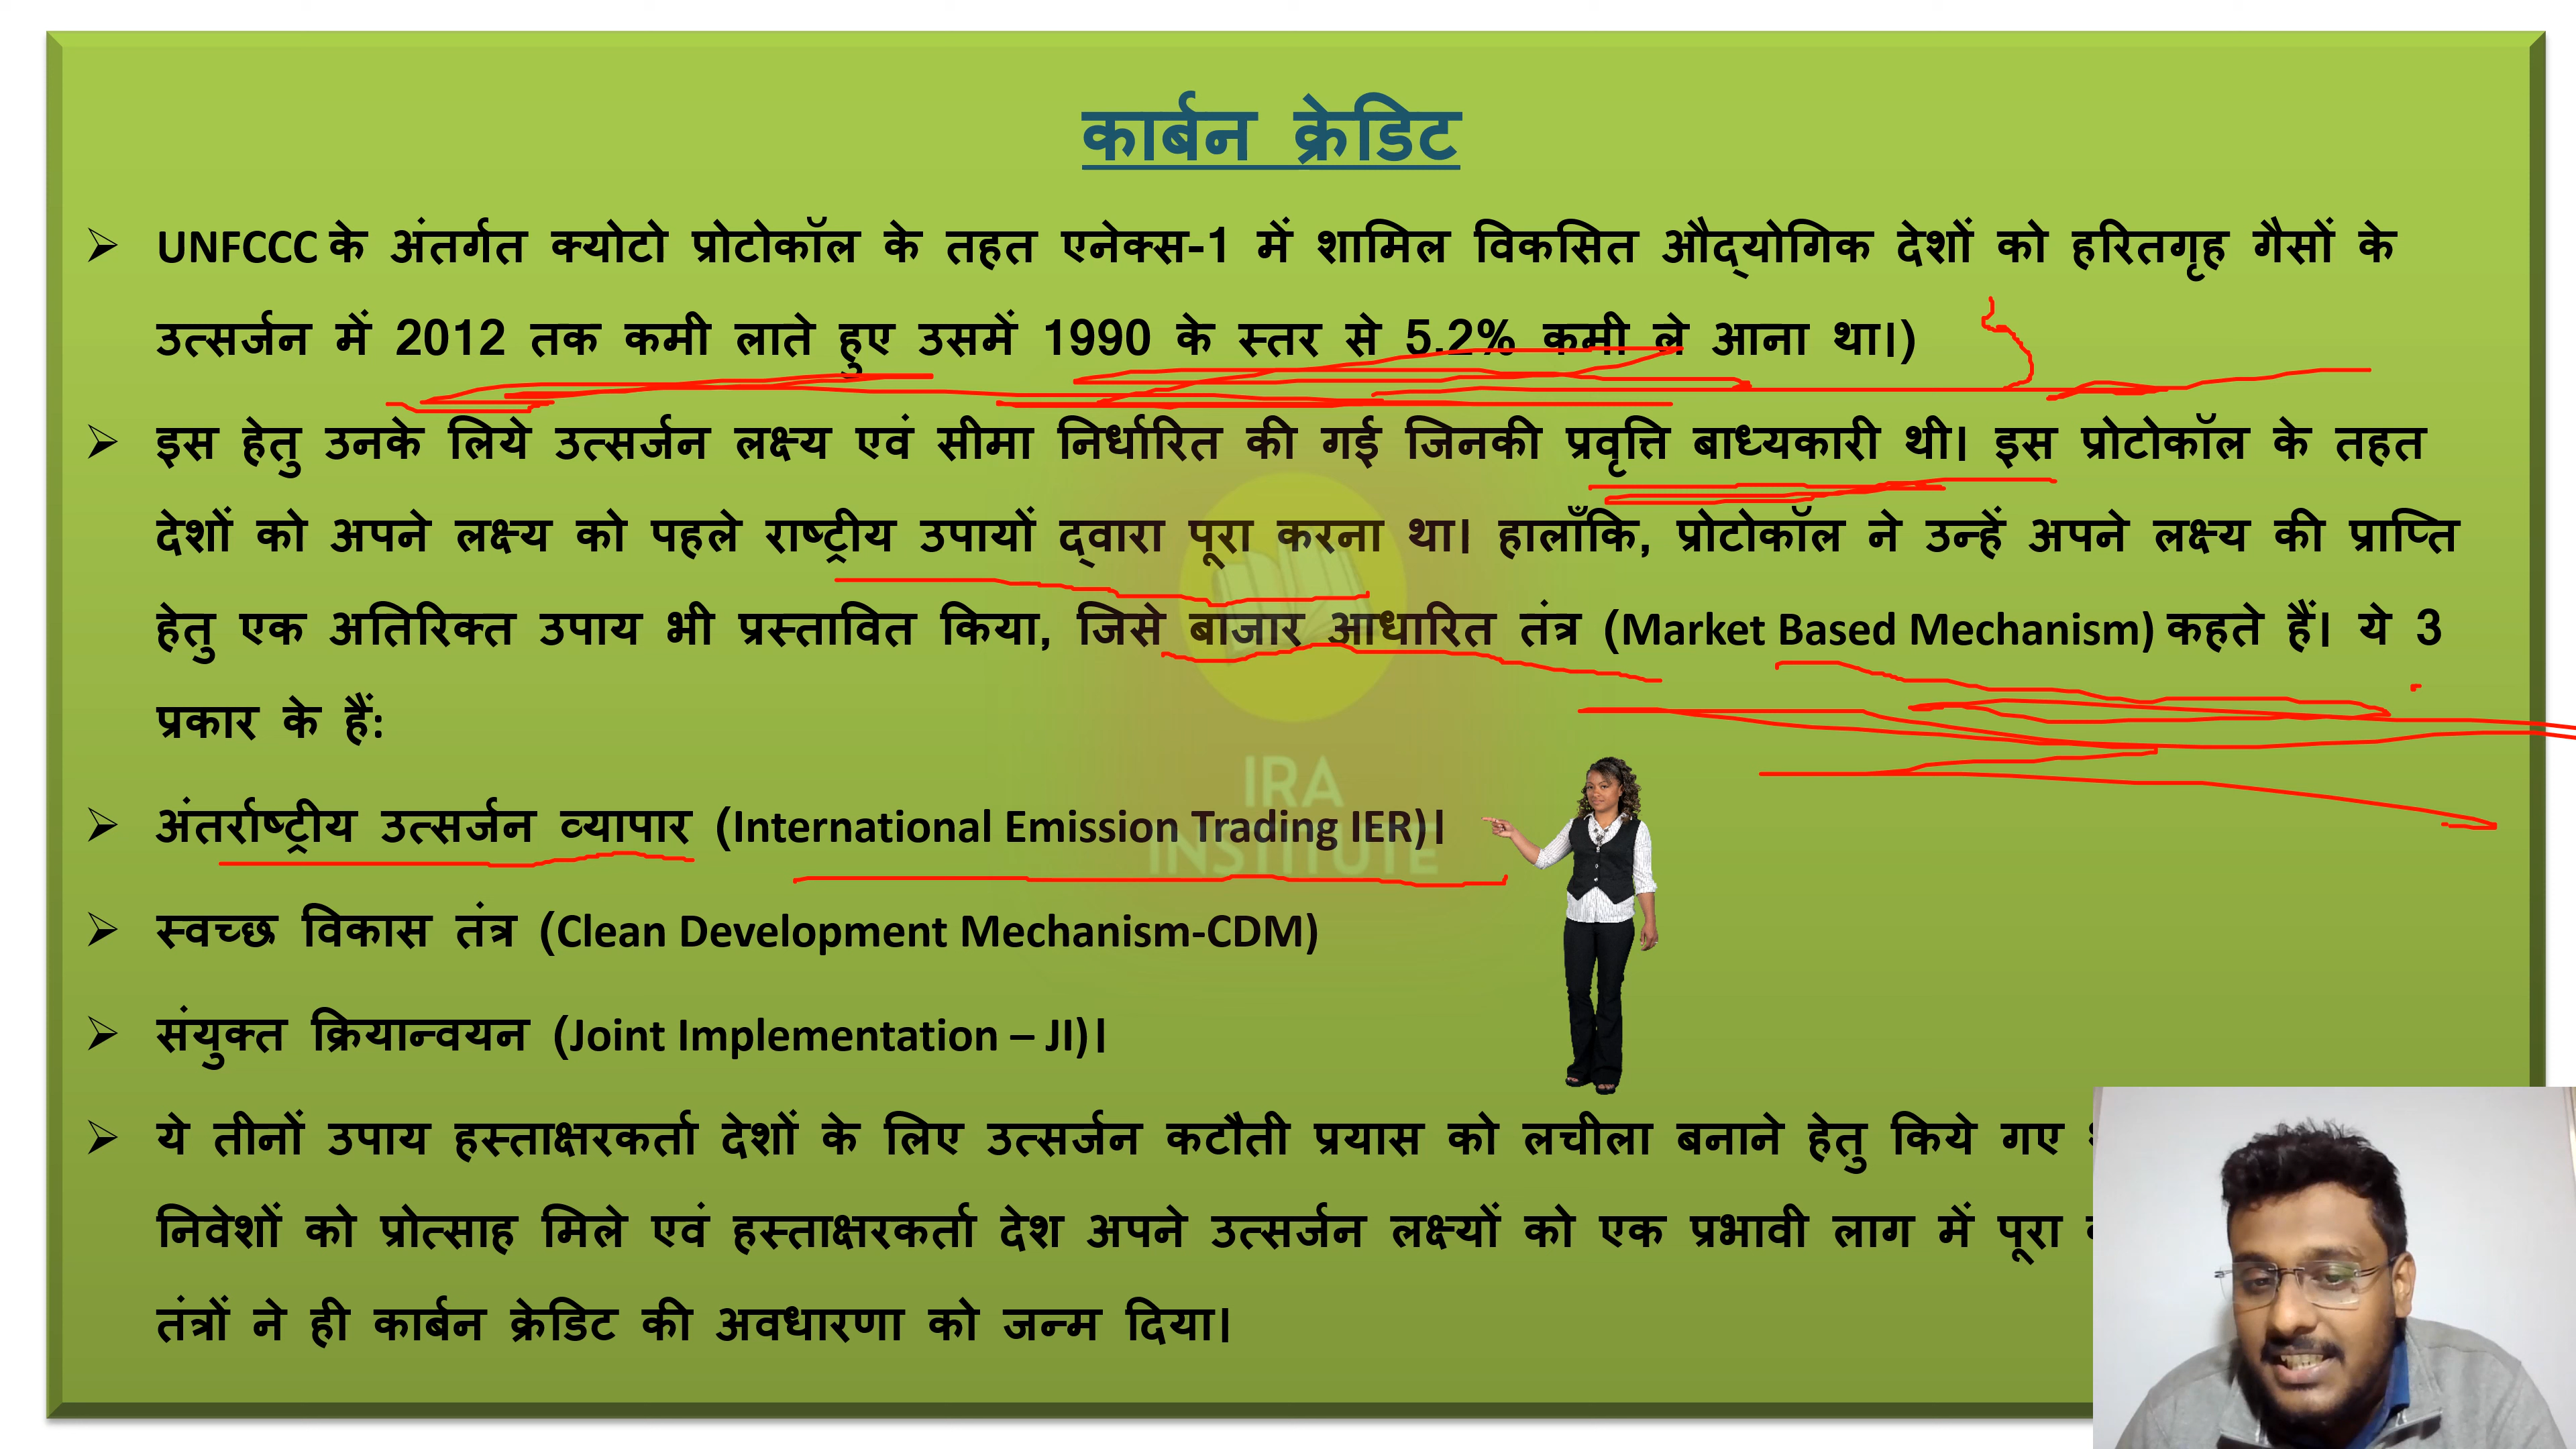 कार्बन क्रेडिट
➢ UNFCCC के अंतर्गत क्योटो प्रोटोकॉल के तहत एनेक्स-1 में शामिल विकसित औद्योगिक देशों को हरितगृह गैसों के
उत्सर्जन में 2012 तक कमी लाते हुए उसमें 1990 के स्तर से 5.2% कमी ले आना था।)
➢ इस हेतु उनके लिये उत्सर्जन लक्ष्य एवं सीमा निर्धारित की गई जिनकी प्रवृत्ति बाध्यकारी थी। इस प्रोटोकॉल के तहत
देशों को अपने लक्ष्य को पहले राष्ट्रीय उपायों द्वारा पूरा करना था। हालाँकि, प्रोटोकॉल ने उन्हें अपने लक्ष्य की प्राप्ति
हेतु एक अतिरिक्त उपाय भी प्रस्तावित किया, जिसे बाजार आधारित तंत्र (Market Based Mechanism) कहते हैं। ये 3
प्रकार के हैं:
➢ अंतर्राष्ट्रीय उत्सर्जन व्यापार (International Emission Trading IER)।
➢ स्वच्छ विकास तंत्र (Clean Development Mechanism-CDM)
➢ संयुक्त क्रियान्वयन (Joint Implementation – JI)।
➢ ये तीनों उपाय हस्ताक्षरकर्ता देशों के लिए उत्सर्जन कटौती प्रयास को लचीला बनाने हेतु किये गए
निवेशों को प्रोत्साह मिले एवं हस्ताक्षरकर्ता देश अपने उत्सर्जन लक्ष्यों को एक प्रभावी लाग में पूरा
तंत्रों ने ही कार्बन क्रेडिट की अवधारणा को जन्म दिया।
IRA
INSTITUTE